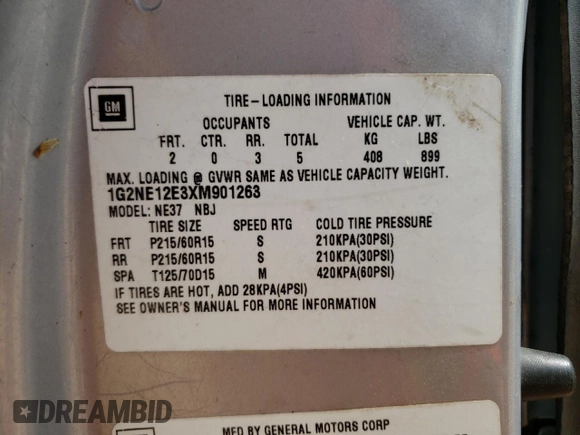 GM
TIRE-LOADING INFORMATION
OCCUPANTS VEHICLE CAP. WT.
FRT. CTR. RR. TOTAL KG LBS
2 0 3 5 408 899
MAX. LOADING @ GVWR SAME AS VEHICLE CAPACITY WEIGHT.
1G2NE12E3XM901263
MODEL: NE37 NBJ
TIRE SIZE SPEED RTG COLD TIRE PRESSURE
FRT P215/60R15 S 210KPA(30PSI)
RR P215/60R15 S 210KPA(30PSI)
SPA T125/70D15 M 420KPA(60PSI)
IF TIRES ARE HOT, ADD 28KPA(4PSI)
SEE OWNER'S MANUAL FOR MORE INFORMATION
MFD BY GENERAL MOTORS CORP
DREAMBID